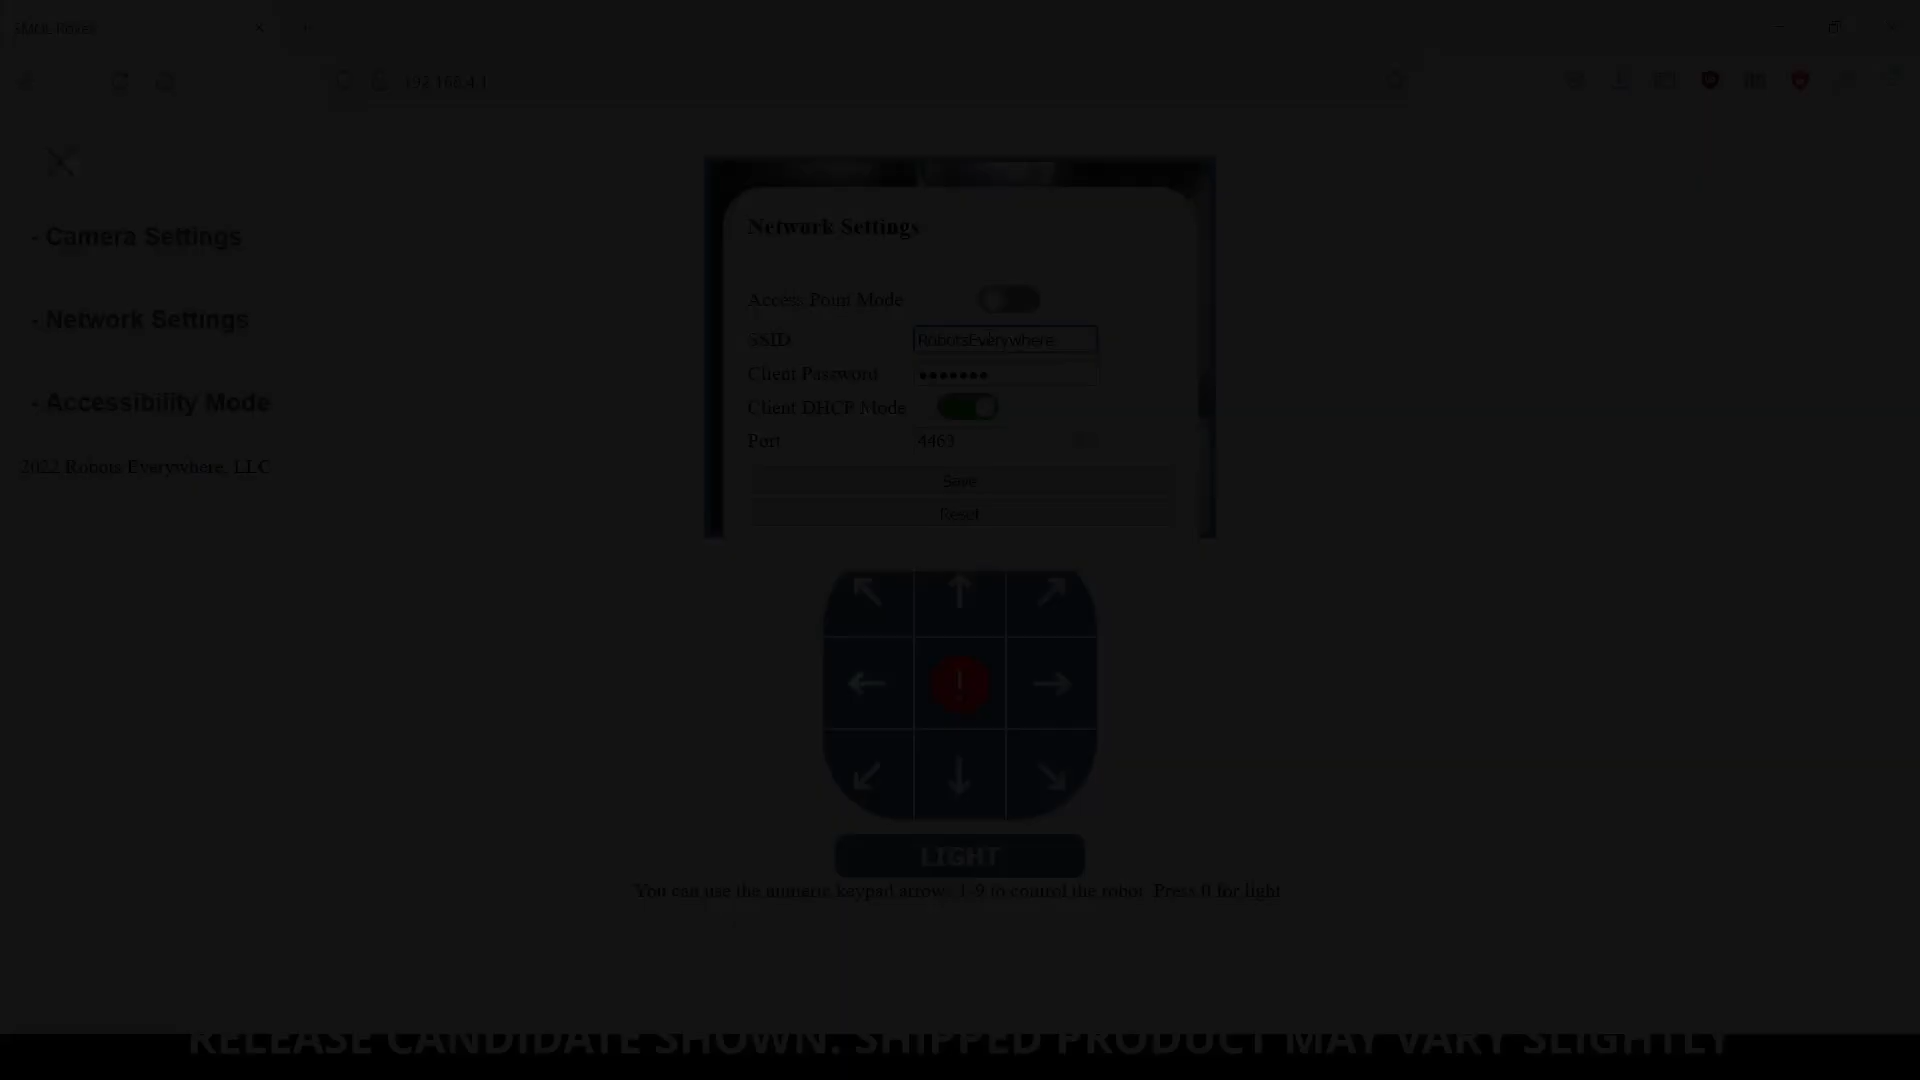 192.168.4.1
- Camera Settings
- Network Settings
- Accessibility Mode
2022 Robots Everywhere, LLC
Network Settings
Access Point Mode
SSID
RobotsEverywhere
Client Password
Client DHCP Mode
Port
4463
Save
Reset
!
LIGHT
You can use the numeric keypad arrows 1-9 to control the robot. Press 0 for light
RELEASE CANDIDATE SHOWN. SHIPPED PRODUCT MAY VARY SLIGHTLY